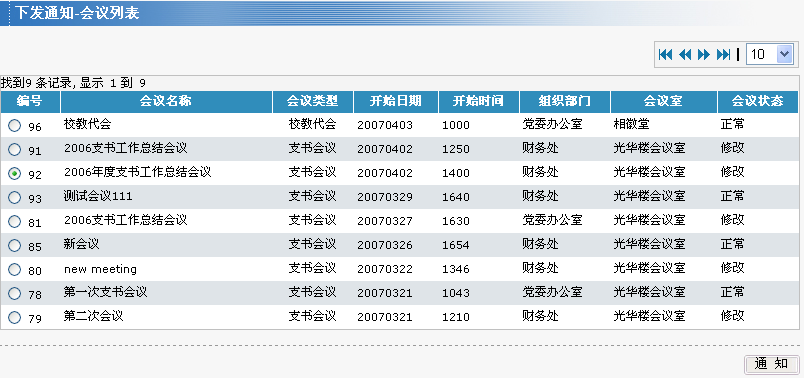 下发通知-会议列表
10
找到9 条记录, 显示 1 到 9
编号 会议名称 会议类型 开始日期 开始时间 组织部门 会议室 会议状态
96 校教代会 校教代会 20070403 1000 党委办公室 相徽堂 正常
91 2006支书工作总结会议 支书会议 20070402 1250 财务处 光华楼会议室 修改
92 2006年度支书工作总结会议 支书会议 20070402 1400 财务处 光华楼会议室 修改
93 测试会议111 支书会议 20070329 1640 财务处 光华楼会议室 正常
81 2006支书工作总结会议 支书会议 20070327 1630 党委办公室 光华楼会议室 修改
85 新会议 支书会议 20070326 1654 财务处 光华楼会议室 正常
80 new meeting 支书会议 20070322 1346 财务处 光华楼会议室 修改
78 第一次支书会议 支书会议 20070321 1043 党委办公室 光华楼会议室 正常
79 第二次会议 支书会议 20070321 1210 财务处 光华楼会议室 修改
通 知